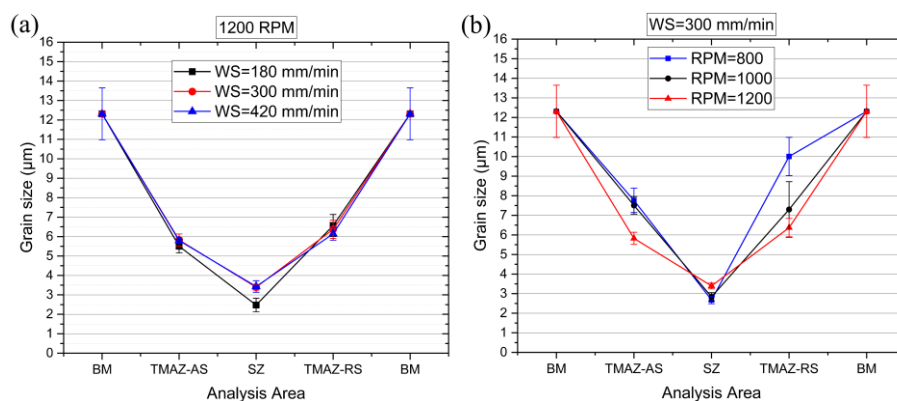 (a)
1200 RPM
WS=180 mm/min
WS=300 mm/min
WS=420 mm/min
Grain size (μm)
16
15
14
13
12
11
10
9
8
7
6
5
4
3
2
1
0
BM
TMAZ-AS
SZ
TMAZ-RS
BM
Analysis Area
(b)
WS=300 mm/min
RPM=800
RPM=1000
RPM=1200
Grain size (μm)
16
15
14
13
12
11
10
9
8
7
6
5
4
3
2
1
0
BM
TMAZ-AS
SZ
TMAZ-RS
BM
Analysis Area